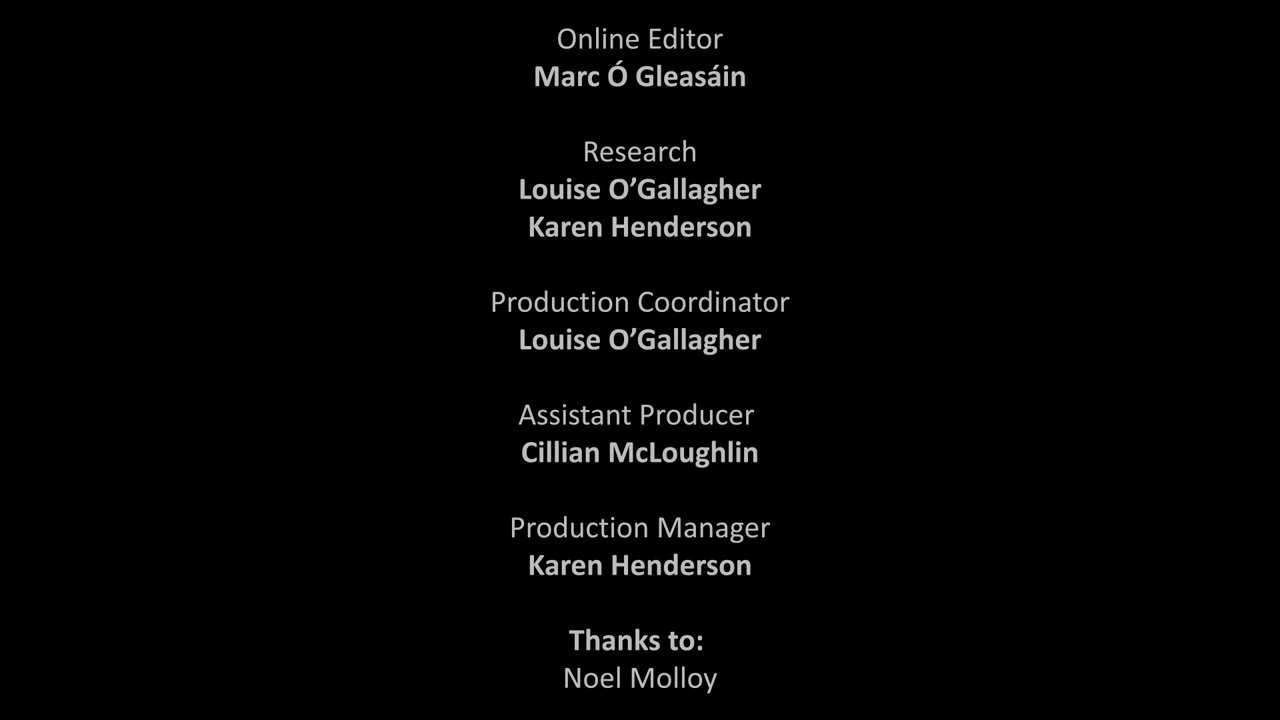 Online Editor
Marc Ó Gleasáin
Research
Louise O’Gallagher
Karen Henderson
Production Coordinator
Louise O’Gallagher
Assistant Producer
Cillian McLoughlin
Production Manager
Karen Henderson
Thanks to:
Noel Molloy